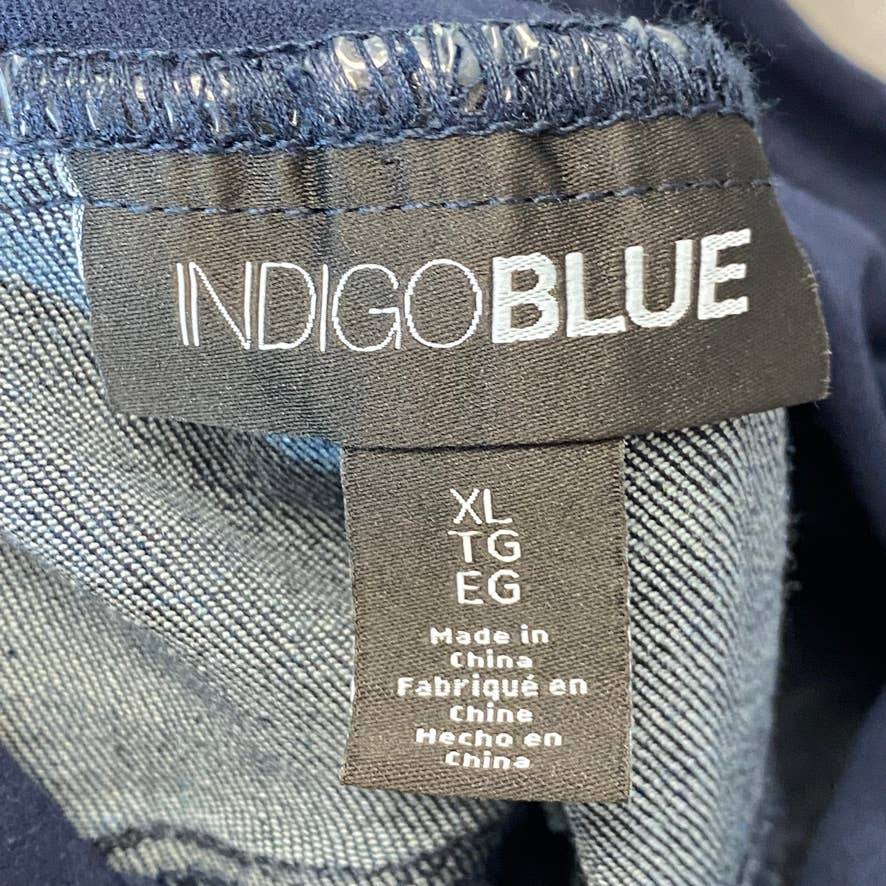 INDIGOBLUE
XL
TG
EG
Made in
China
Fabriqué en
Chine
Hecho en
China